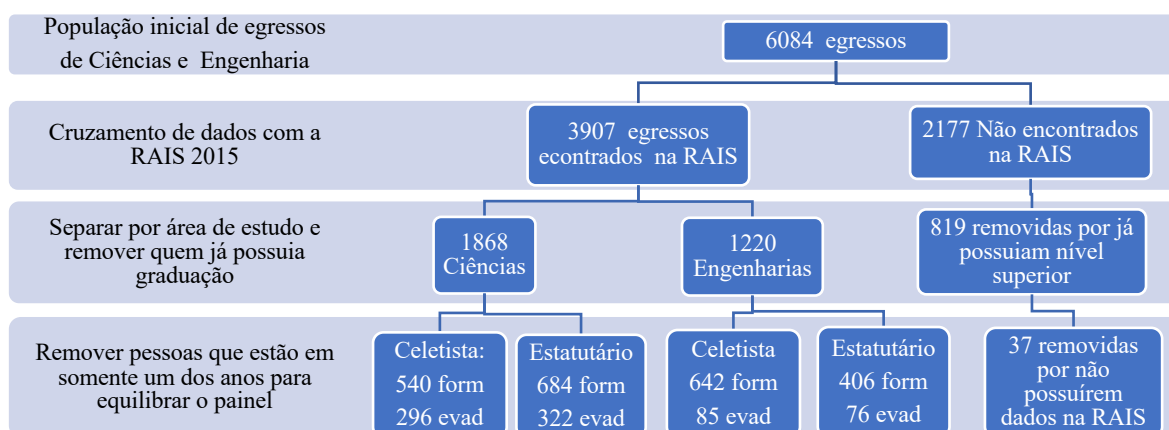 População inicial de egressos
de Ciências e Engenharia
6084 egressos
Cruzamento de dados com a
RAIS 2015
3907 egressos
econtrados na RAIS
2177 Não encontrados
na RAIS
Separar por área de estudo e
remover quem já possuia
graduação
1868
Ciências
1220
Engenharias
819 removidas por já
possuiam nível
superior
Remover pessoas que estão em
somente um dos anos para
equilibrar o painel
Celetista:
540 form
296 evad
Estatutário
684 form
322 evad
Celetista
642 form
85 evad
Estatutário
406 form
76 evad
37 removidas
por não
possuírem
dados na RAIS